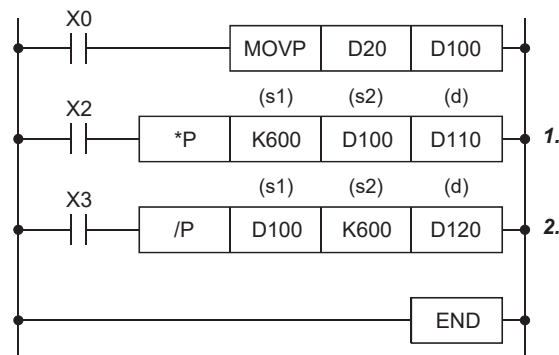 X0
MOVP D20 D100
(s1) (s2) (d)
X2
*P K600 D100 D110 1.
(s1) (s2) (d)
X3
/P D100 K600 D120 2.
END